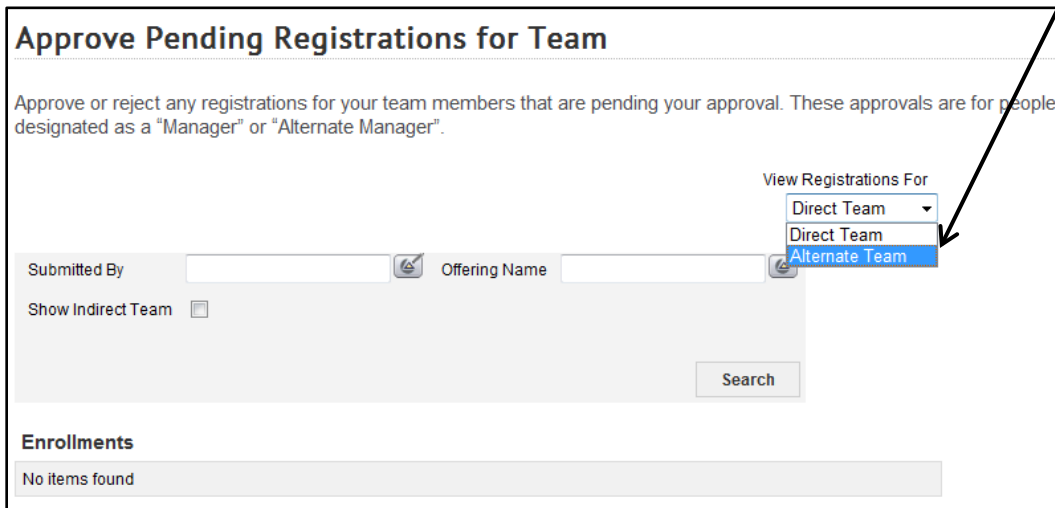 Approve Pending Registrations for Team
Approve or reject any registrations for your team members that are pending your approval. These approvals are for people
designated as a “Manager” or “Alternate Manager”.
View Registrations For
Direct Team
Direct Team
Alternate Team
Submitted By
Offering Name
Show Indirect Team
Search
Enrollments
No items found